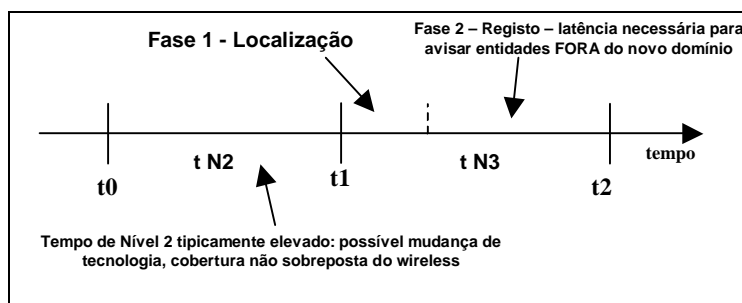 Fase 1 - Localização
Fase 2 – Registo – latência necessária para
avisar entidades FORA do novo domínio
t N2
t N3
tempo
t0
t1
t2
Tempo de Nível 2 tipicamente elevado: possível mudança de
tecnologia, cobertura não sobreposta do wireless